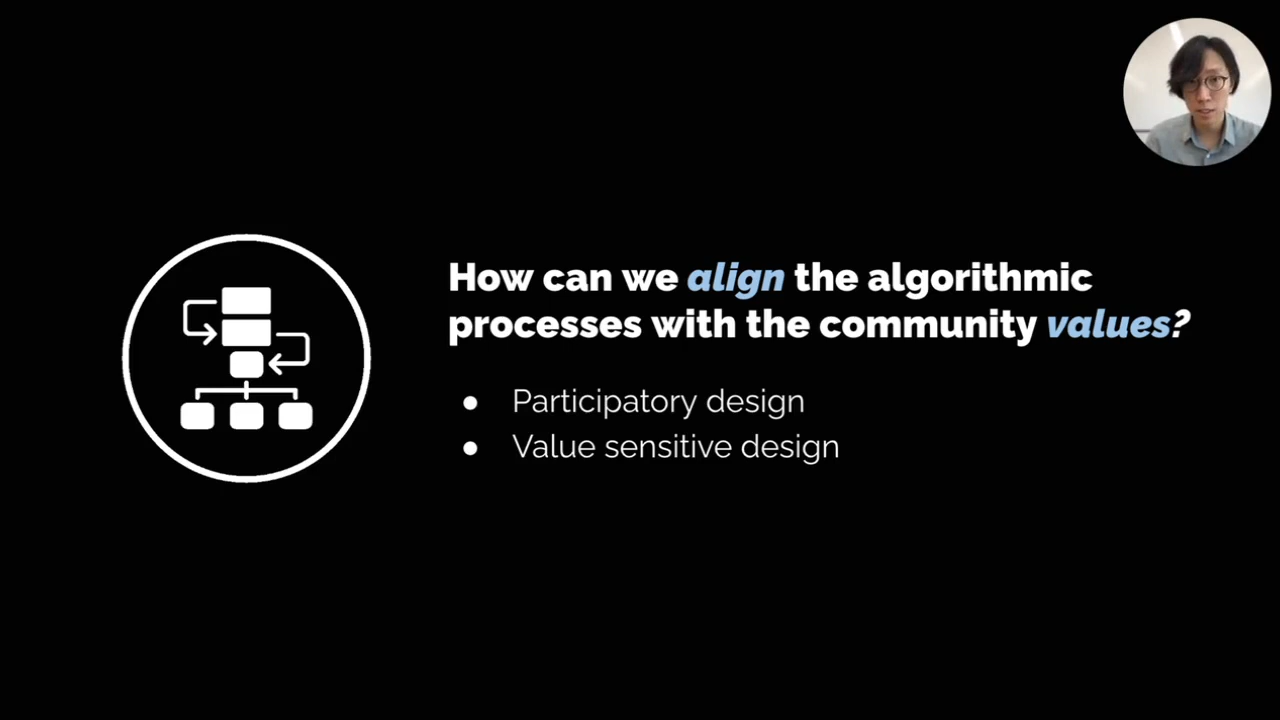 How can we align the algorithmic
processes with the community values?
● Participatory design
● Value sensitive design